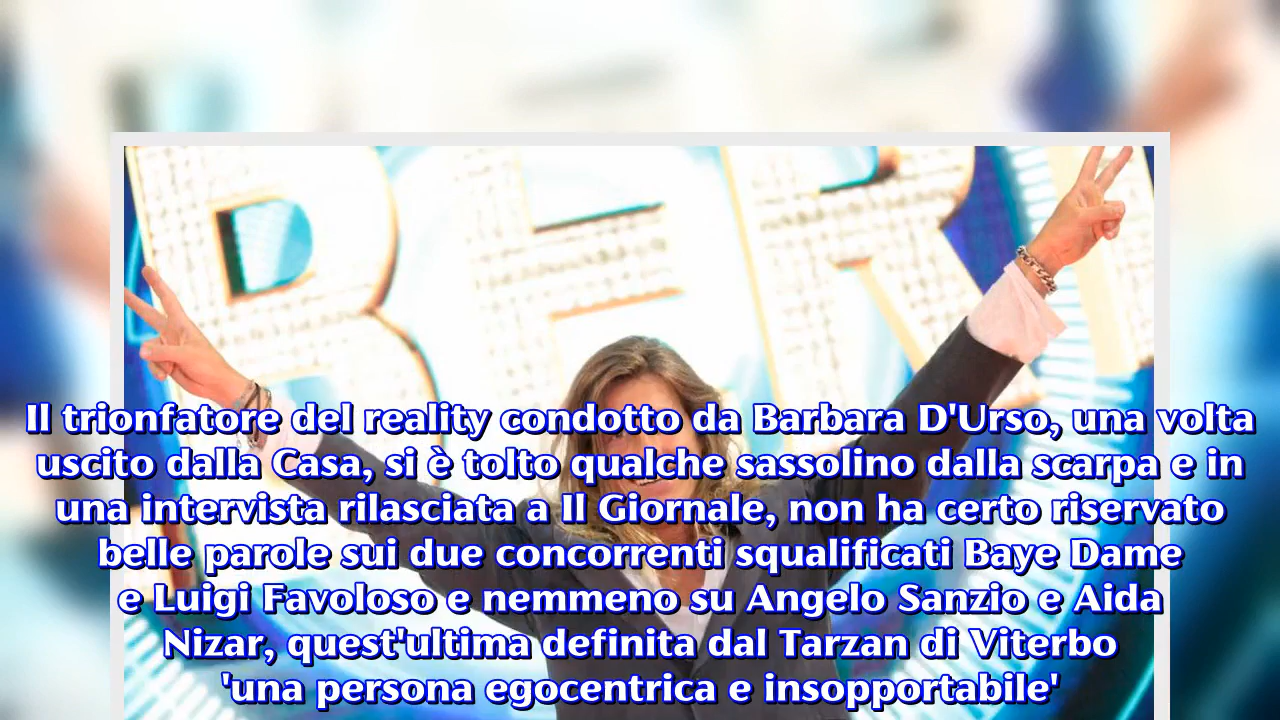 Il trionfatore del reality condotto da Barbara D'Urso, una volta
uscito dalla Casa, si è tolto qualche sassolino dalla scarpa e in
una intervista rilasciata a Il Giornale, non ha certo riservato
belle parole sui due concorrenti squalificati Baye Dame
e Luigi Favoloso e nemmeno su Angelo Sanzio e Aida
Nizar, quest'ultima definita dal Tarzan di Viterbo
'una persona egocentrica e insopportabile'